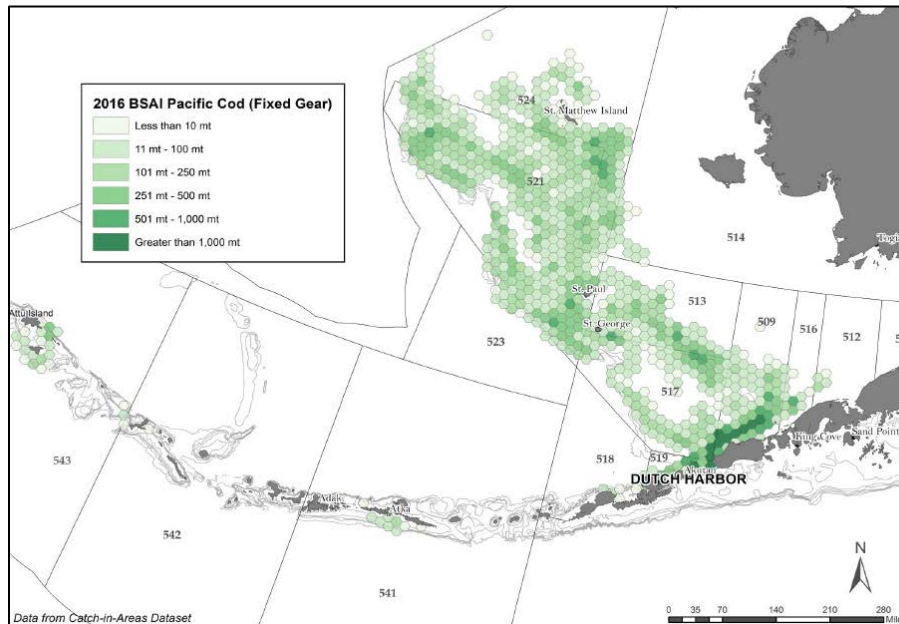 2016 BSAI Pacific Cod (Fixed Gear)
Less than 10 mt
11 mt - 100 mt
101 mt - 250 mt
251 mt - 500 mt
501 mt - 1,000 mt
Greater than 1,000 mt
524
St. Matthew Island
521
514
St. Paul
513
St. George
509
516
512
523
517
Attu Island
543
518
519
Akutan
King Cove
Sand Point
DUTCH HARBOR
Adak
Atka
542
541
N
Data from Catch-in-Areas Dataset
0 35 70 140 210 280